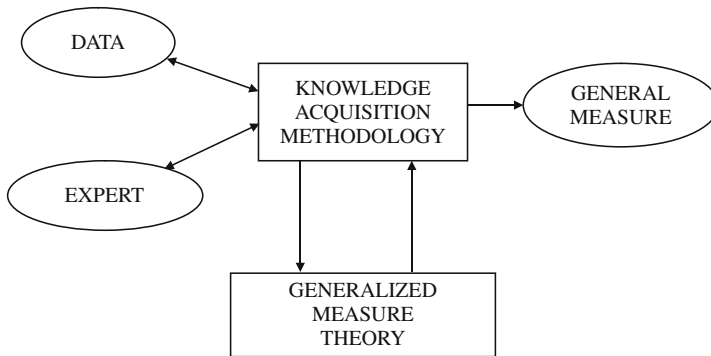 DATA
KNOWLEDGE
ACQUISITION
METHODOLOGY
GENERAL
MEASURE
EXPERT
GENERALIZED
MEASURE
THEORY